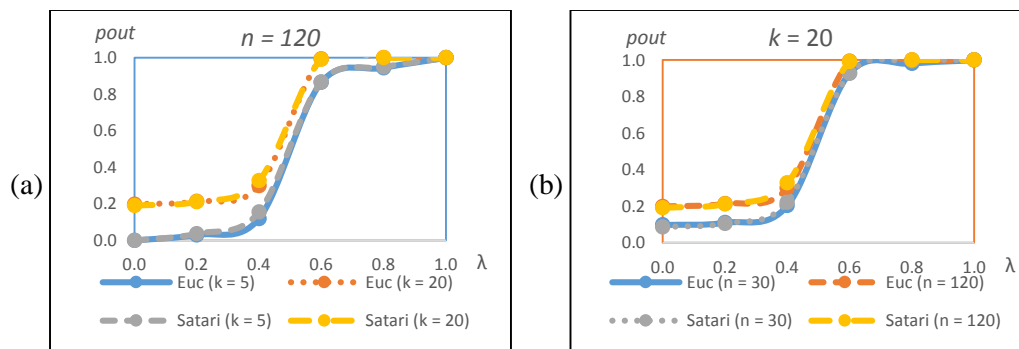 (a)
pout
n = 120
1.0
0.8
0.6
0.4
0.2
0.0
0.0 0.2 0.4 0.6 0.8 1.0 λ
Euc (k = 5) Euc (k = 20)
Satari (k = 5) Satari (k = 20)
(b)
pout
k = 20
1.0
0.8
0.6
0.4
0.2
0.0
0.0 0.2 0.4 0.6 0.8 1.0 λ
Euc (n = 30) Euc (n = 120)
Satari (n = 30) Satari (n = 120)